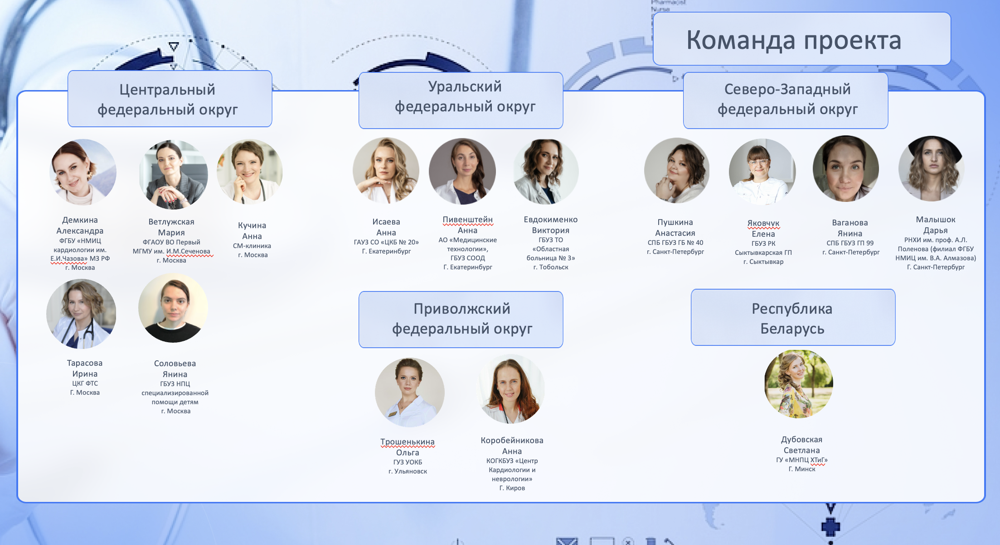 Pharmacist
Nurse
Команда проекта
Центральный
федеральный округ
Демкина
Александра
ФГБУ «НМИЦ
кардиологии им.
Е.И.Чазова» МЗ РФ
г. Москва
Ветлужская
Мария
ФГАОУ ВО Первый
МГМУ им. И.М.Сеченова
г. Москва
Кучина
Анна
СМ-клиника
г. Москва
Тарасова
Ирина
ЦКГ ФТС
Г. Москва
Соловьева
Янина
ГБУЗ НПЦ
специализированной
помощи детям
г. Москва
Уральский
федеральный округ
Исаева
Анна
ГАУЗ СО «ЦКБ № 20»
Г. Екатеринбург
Пивенштейн
Анна
АО «Медицинские
технологии»,
ГБУЗ СООД
Г. Екатеринбург
Евдокименко
Виктория
ГБУЗ ТО
«Областная
больница № 3»
г. Тобольск
Приволжский
федеральный округ
Трошенькина
Ольга
ГУЗ УОКБ
г. Ульяновск
Коробейникова
Анна
КОГКБУЗ «Центр
Кардиологии и
неврологии»
Г. Киров
Северо-Западный
федеральный округ
Пушкина
Анастасия
СПБ ГБУЗ ГБ № 40
г. Санкт-Петербург
Яковчук
Елена
ГБУЗ РК
Сыктывкарская ГП
г. Сыктывкар
Ваганова
Янина
СПБ ГБУЗ ГП 99
г. Санкт-Петербург
Малышок
Дарья
РНХИ им. проф. А.Л.
Поленова (филиал ФГБУ
НМИЦ им. В.А. Алмазова)
Г. Санкт-Петербург
Республика
Беларусь
Дубовская
Светлана
ГУ «МНПЦ ХТиГ»
Г. Минск